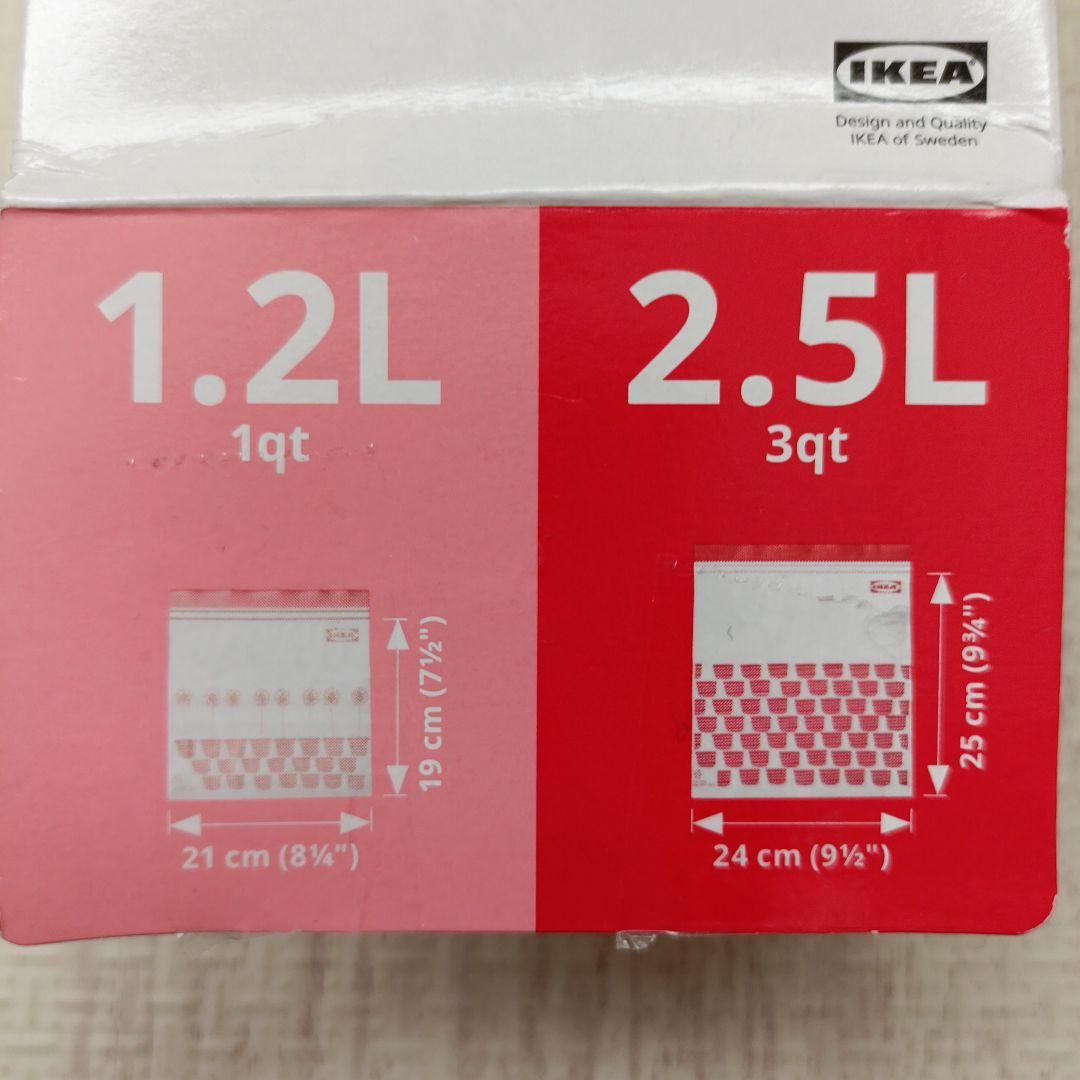 IKEA®
Design and Quality
IKEA of Sweden
1.2L
1qt
IKEA
19 cm (7½")
21 cm (8¼")
2.5L
3qt
IKEA
25 cm (9¾")
24 cm (9½")